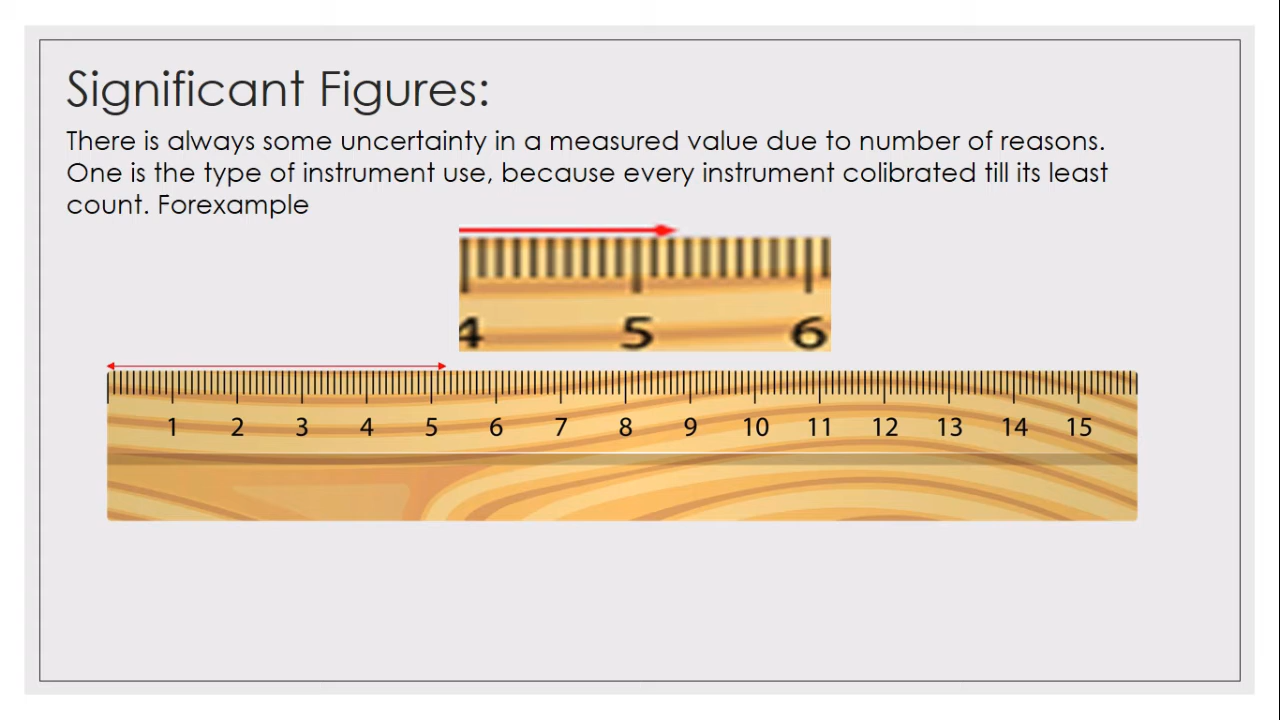 Significant Figures:
There is always some uncertainty in a measured value due to number of reasons.
One is the type of instrument use, because every instrument colibrated till its least
count. Forexample
4 5 6
1 2 3 4 5 6 7 8 9 10 11 12 13 14 15